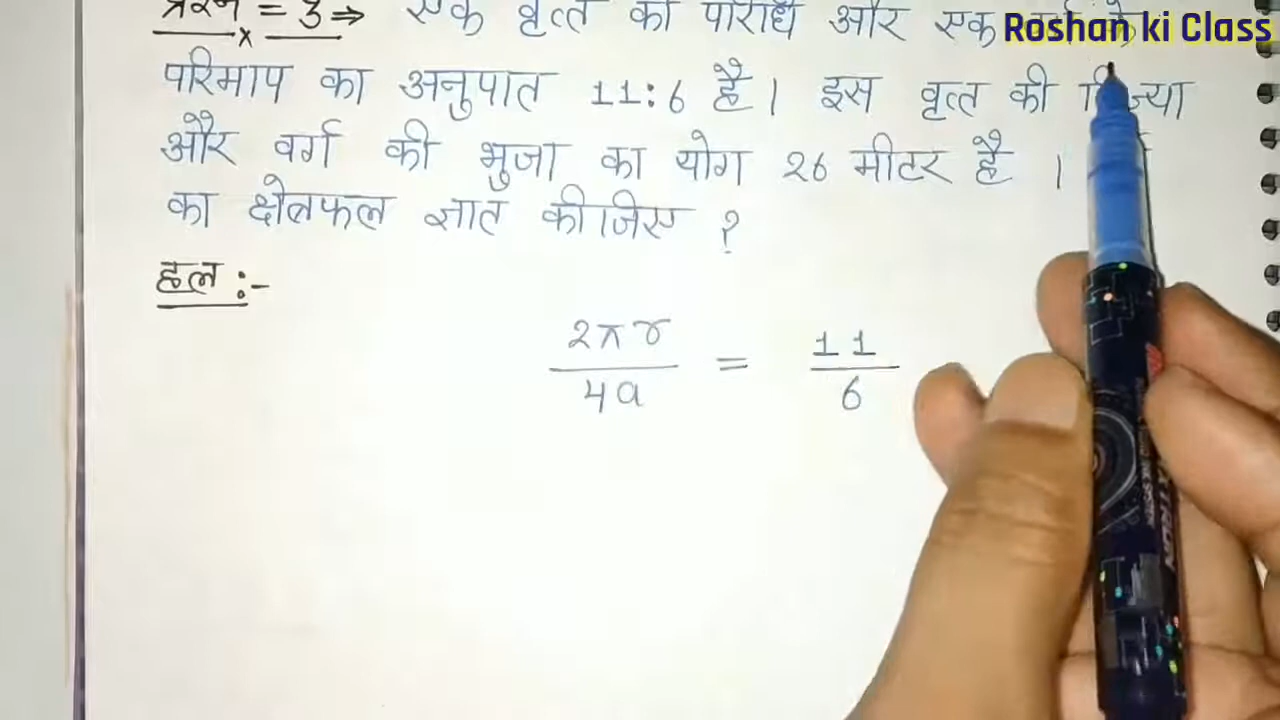 प्रश्न = 3 ⇒ एक वृत्त की परिधि और एक
Roshan ki Class
परिमाप का अनुपात 11:6 है। इस वृत्त की
और वर्ग की भुजा का योग 26 मीटर है ।
का क्षेत्रफल ज्ञात कीजिए ?
हल :-
2πr / 4a = 11 / 6